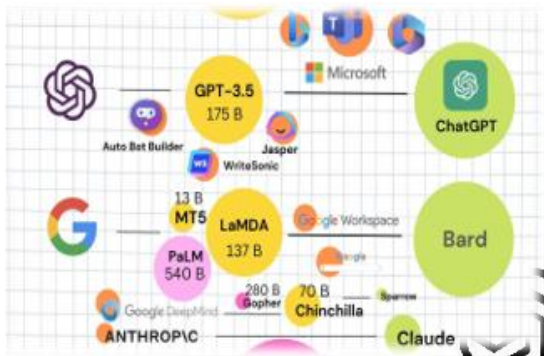 Microsoft
GPT-3.5
175 B
ChatGPT
Auto Bot Builder
Jasper
WriteSonic
13 B
MT5
LaMDA
137 B
Google Workspace
Bard
PaLM
540 B
Google
280 B
70 B
Gopher
Sparrow
Google DeepMind
Chinchilla
ANTHROP\C
Claude